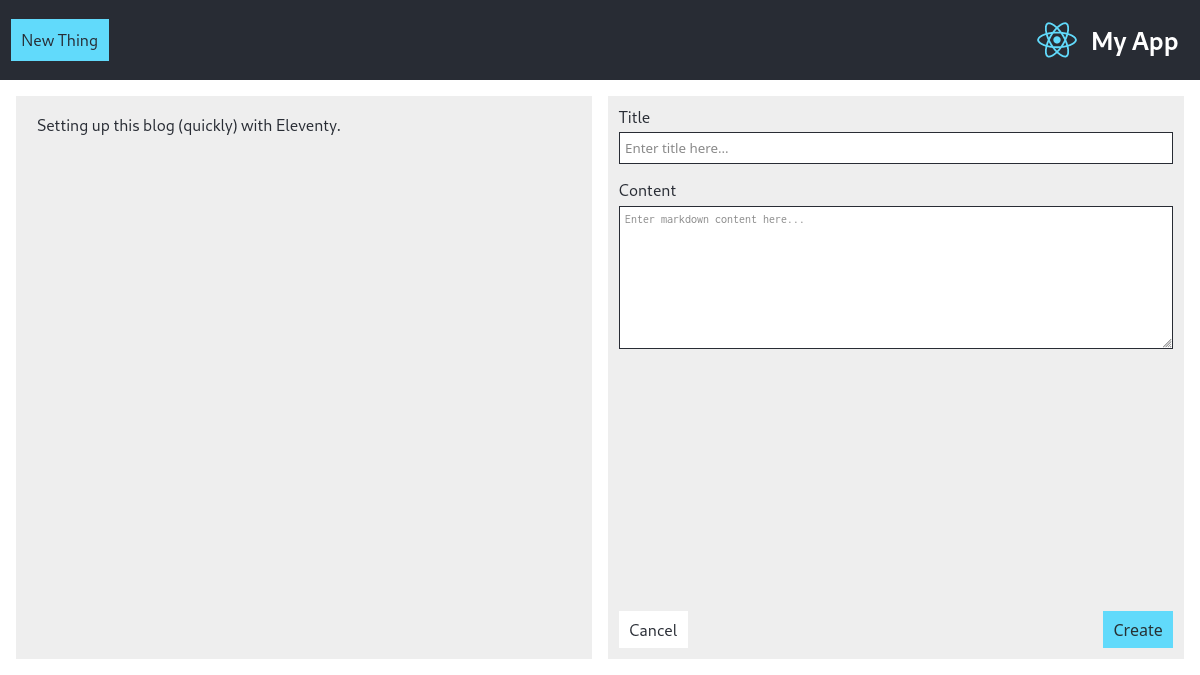 New Thing
My App
Setting up this blog (quickly) with Eleventy.
Title
Enter title here...
Content
Enter markdown content here...
Cancel
Create